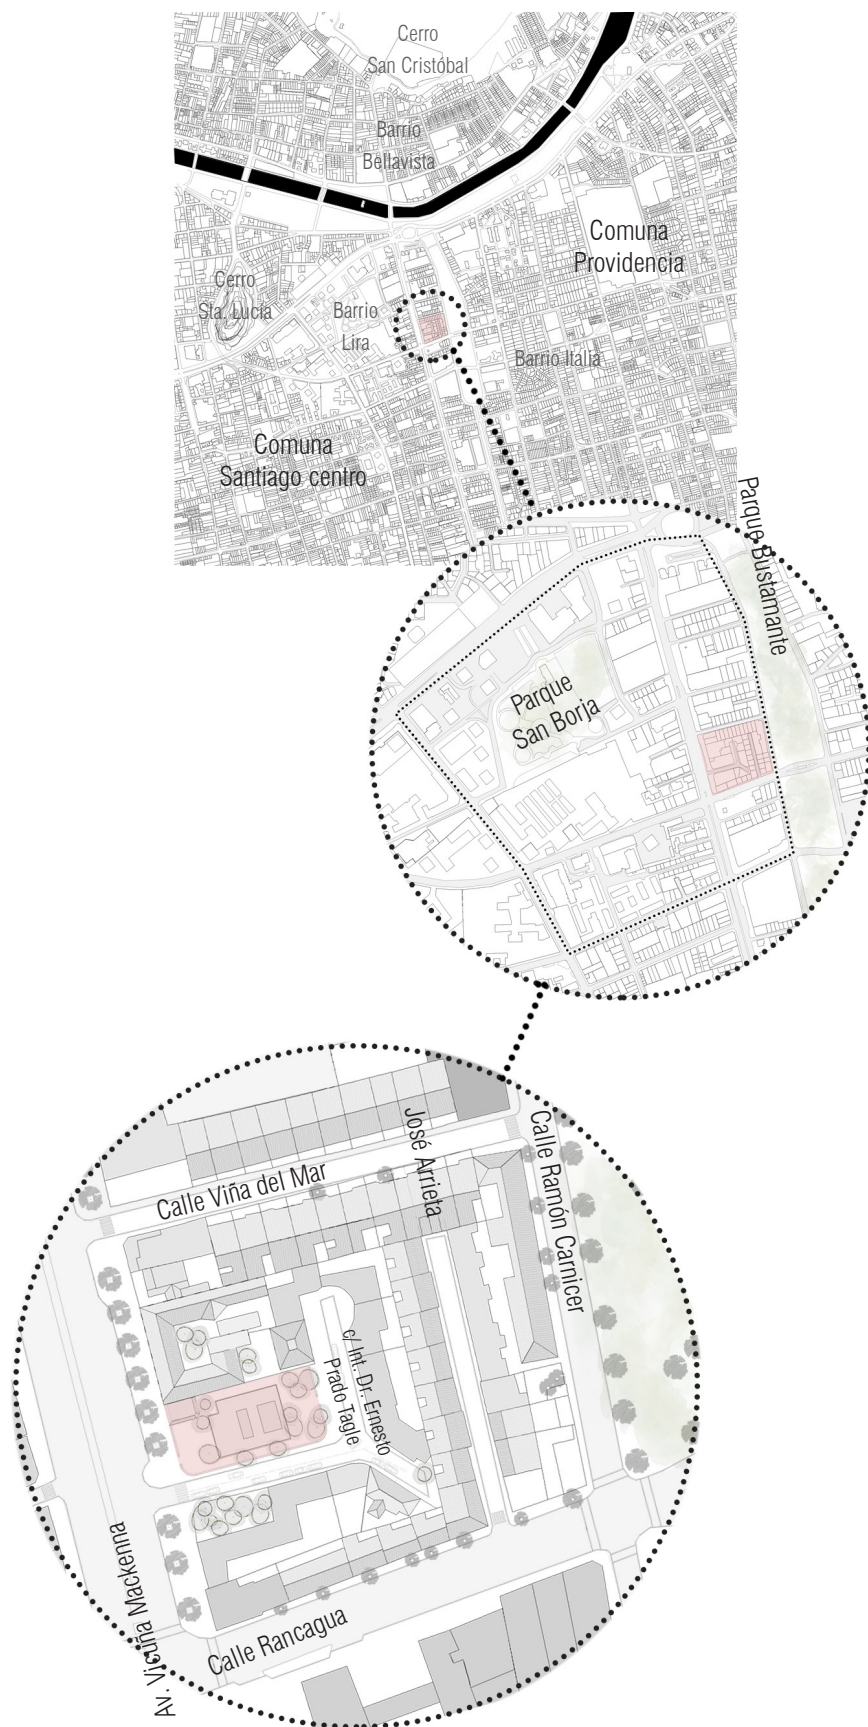 Cerro
San Cristóbal
Barrio
Bellavista
Comuna
Providencia
Cerro
Sta. Lucía
Barrio
Lira
Barrio Italia
Comuna
Santiago centro
Parque Bustamante
Parque
San Borja
José Arrieta
Calle Ramón Carnicer
Calle Viña del Mar
c/ Int. Dr. Ernesto
Prado Tagle
Av. Vicuña Mackenna
Calle Rancagua